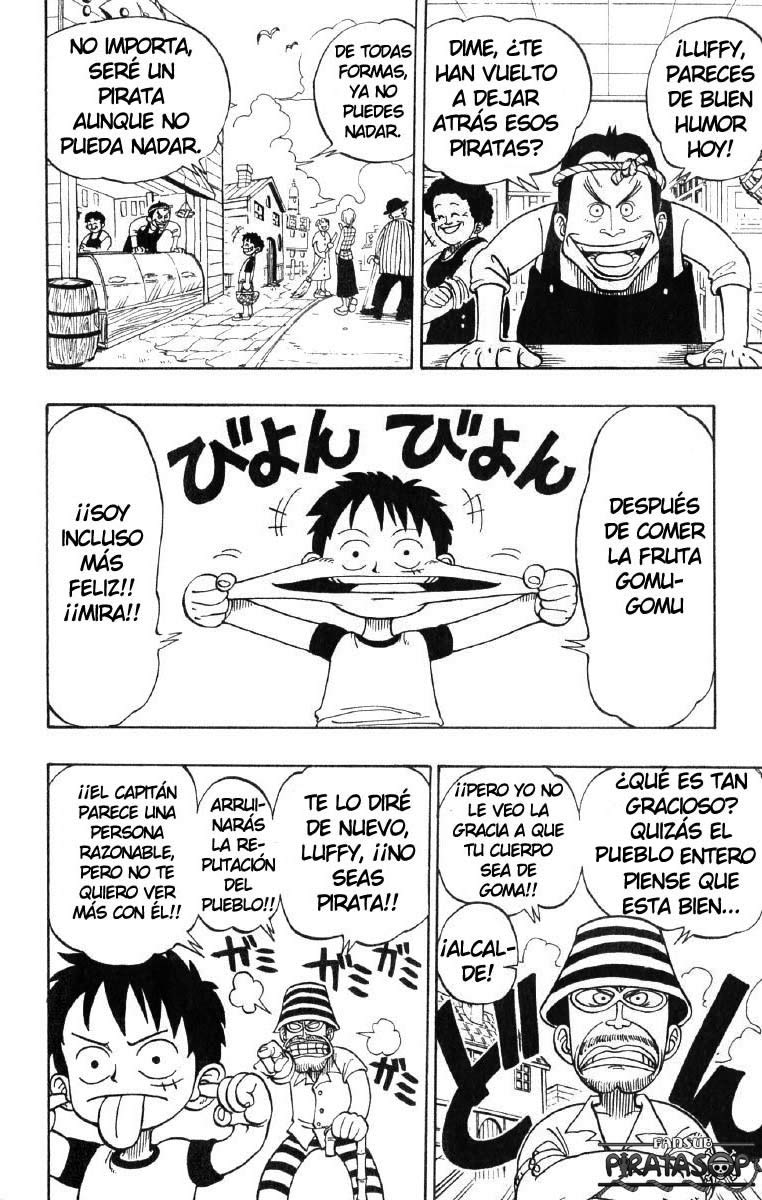 ¡LUFFY,
PARECES
DE BUEN
HUMOR
HOY!
DIME, ¿TE
HAN VUELTO
A DEJAR
ATRÁS ESOS
PIRATAS?
DE TODAS
FORMAS,
YA NO
PUEDES
NADAR.
NO IMPORTA,
SERÉ UN
PIRATA
AUNQUE NO
PUEDA NADAR.
びよん びよん
DESPUÉS
DE COMER
LA FRUTA
GOMU-
GOMU
¡¡SOY
INCLUSO
MÁS
FELIZ!!
¡¡MIRA!!
¿QUÉ ES TAN
GRACIOSO?
QUIZÁS EL
PUEBLO ENTERO
PIENSE QUE
ESTA BIEN...
¡¡PERO YO NO
LE VEO LA
GRACIA A QUE
TU CUERPO
SEA DE
GOMA!!
¡ALCAL-
DE!
どん
TE LO DIRÉ
DE NUEVO,
LUFFY, ¡¡NO
SEAS
PIRATA!!
ARRUI-
NARÁS
LA RE-
PUTACIÓN
DEL
PUEBLO!!
¡¡EL CAPITÁN
PARECE UNA
PERSONA
RAZONABLE,
PERO NO TE
QUIERO VER
MÁS CON ÉL!!
ガミ
ガミ
ガミ
ガミ
FANSUB
PIRATASOP